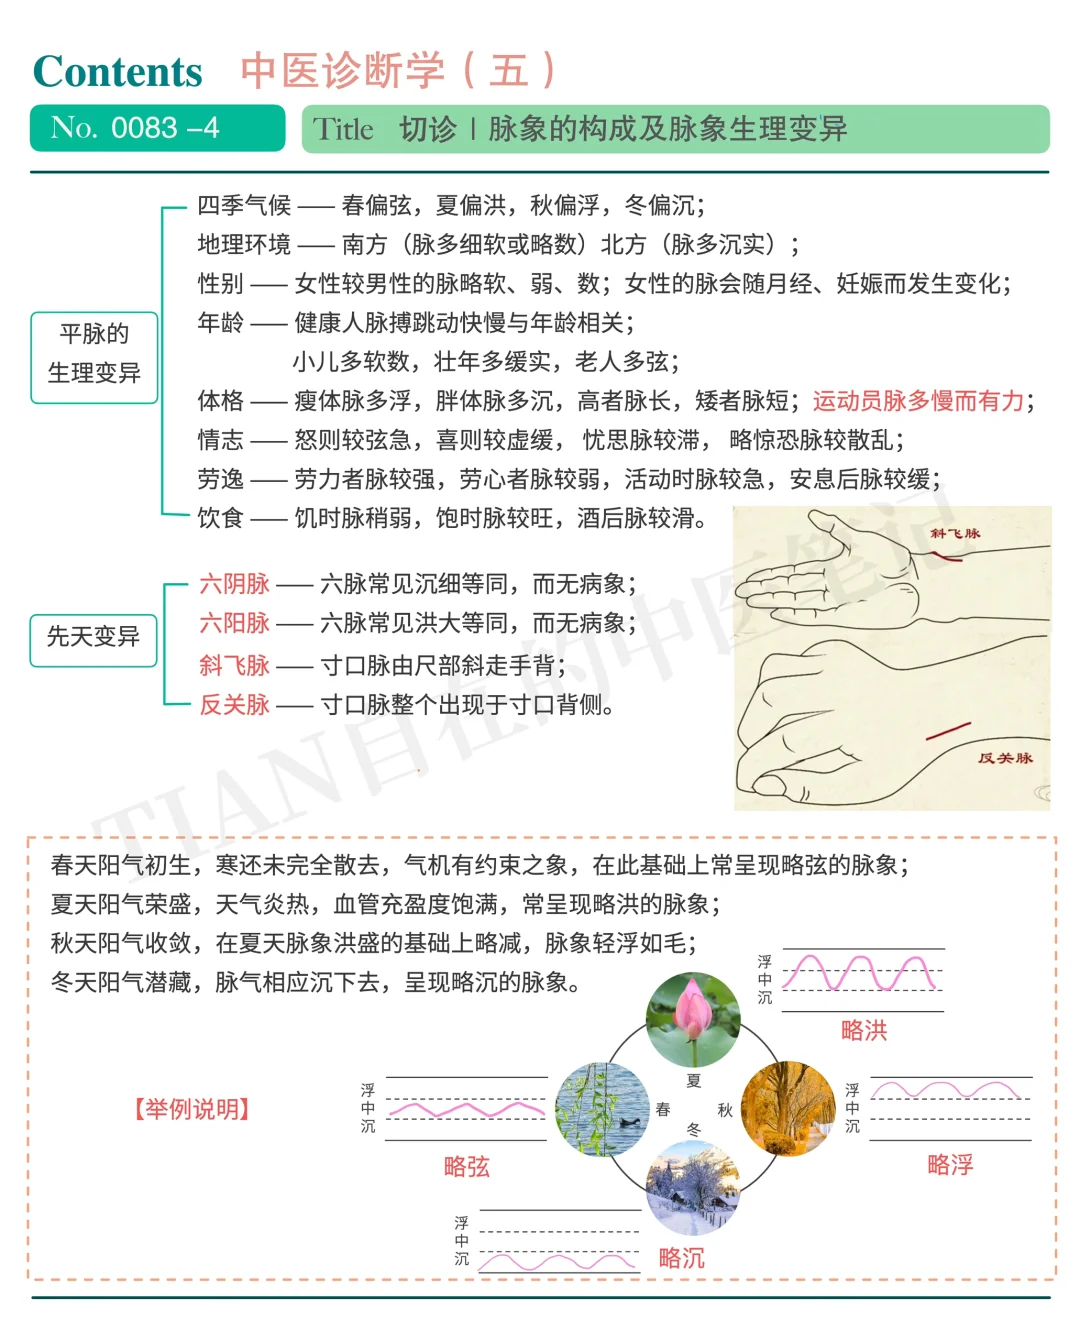 Contents 中医诊断学（五）
No. 0083 –4
Title 切诊 | 脉象的构成及脉象生理变异
平脉的
生理变异
四季气候 —— 春偏弦，夏偏洪，秋偏浮，冬偏沉；
地理环境 —— 南方（脉多细软或略数）北方（脉多沉实）；
性别 —— 女性较男性的脉略软、弱、数；女性的脉会随月经、妊娠而发生变化；
年龄 —— 健康人脉搏跳动快慢与年龄相关；
小儿多软数，壮年多缓实，老人多弦；
体格 —— 瘦体脉多浮，胖体脉多沉，高者脉长，矮者脉短；运动员脉多慢而有力；
情志 —— 怒则较弦急，喜则较虚缓， 忧思脉较滞， 略惊恐脉较散乱；
劳逸 —— 劳力者脉较强，劳心者脉较弱，活动时脉较急，安息后脉较缓；
饮食 —— 饥时脉稍弱，饱时脉较旺，酒后脉较滑。
先天变异
六阴脉 —— 六脉常见沉细等同，而无病象；
六阳脉 —— 六脉常见洪大等同，而无病象；
斜飞脉 —— 寸口脉由尺部斜走手背；
反关脉 —— 寸口脉整个出现于寸口背侧。
斜飞脉
反关脉
TIAN自在的中医笔记
春天阳气初生，寒还未完全散去，气机有约束之象，在此基础上常呈现略弦的脉象；
夏天阳气荣盛，天气炎热，血管充盈度饱满，常呈现略洪的脉象；
秋天阳气收敛，在夏天脉象洪盛的基础上略减，脉象轻浮如毛；
冬天阳气潜藏，脉气相应沉下去，呈现略沉的脉象。
浮
中
沉
略洪
【举例说明】
浮
中
沉
略弦
夏
春
秋
冬
浮
中
沉
略浮
浮
中
沉
略沉